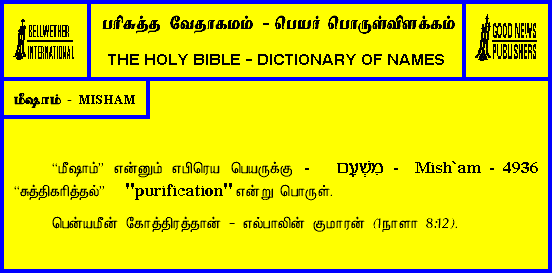 BELLWETHER
INTERNATIONAL
பரிசுத்த வேதாகமம் - பெயர் பொருள்விளக்கம்
THE HOLY BIBLE - DICTIONARY OF NAMES
GOOD NEWS
PUBLISHERS
மீஷாம் - MISHAM
“மீஷாம்” என்னும் எபிரெய பெயருக்கு - מִשְׁעָם - Mish`am - 4936
“சுத்திகரித்தல்” "purification" என்று பொருள்.
பென்யமீன் கோத்திரத்தான் - எல்பாலின் குமாரன் (1நாளா 8:12).